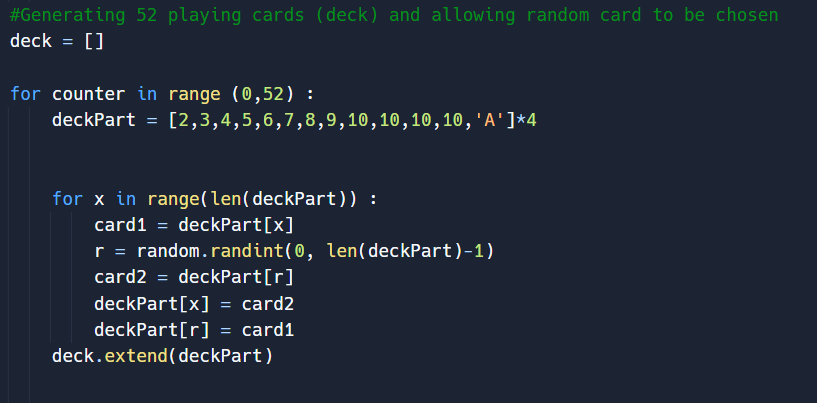 #Generating 52 playing cards (deck) and allowing random card to be chosen
deck = []
for counter in range (0,52) :
deckPart = [2,3,4,5,6,7,8,9,10,10,10,10,'A']*4
for x in range(len(deckPart)) :
card1 = deckPart[x]
r = random.randint(0, len(deckPart)-1)
card2 = deckPart[r]
deckPart[x] = card2
deckPart[r] = card1
deck.extend(deckPart)